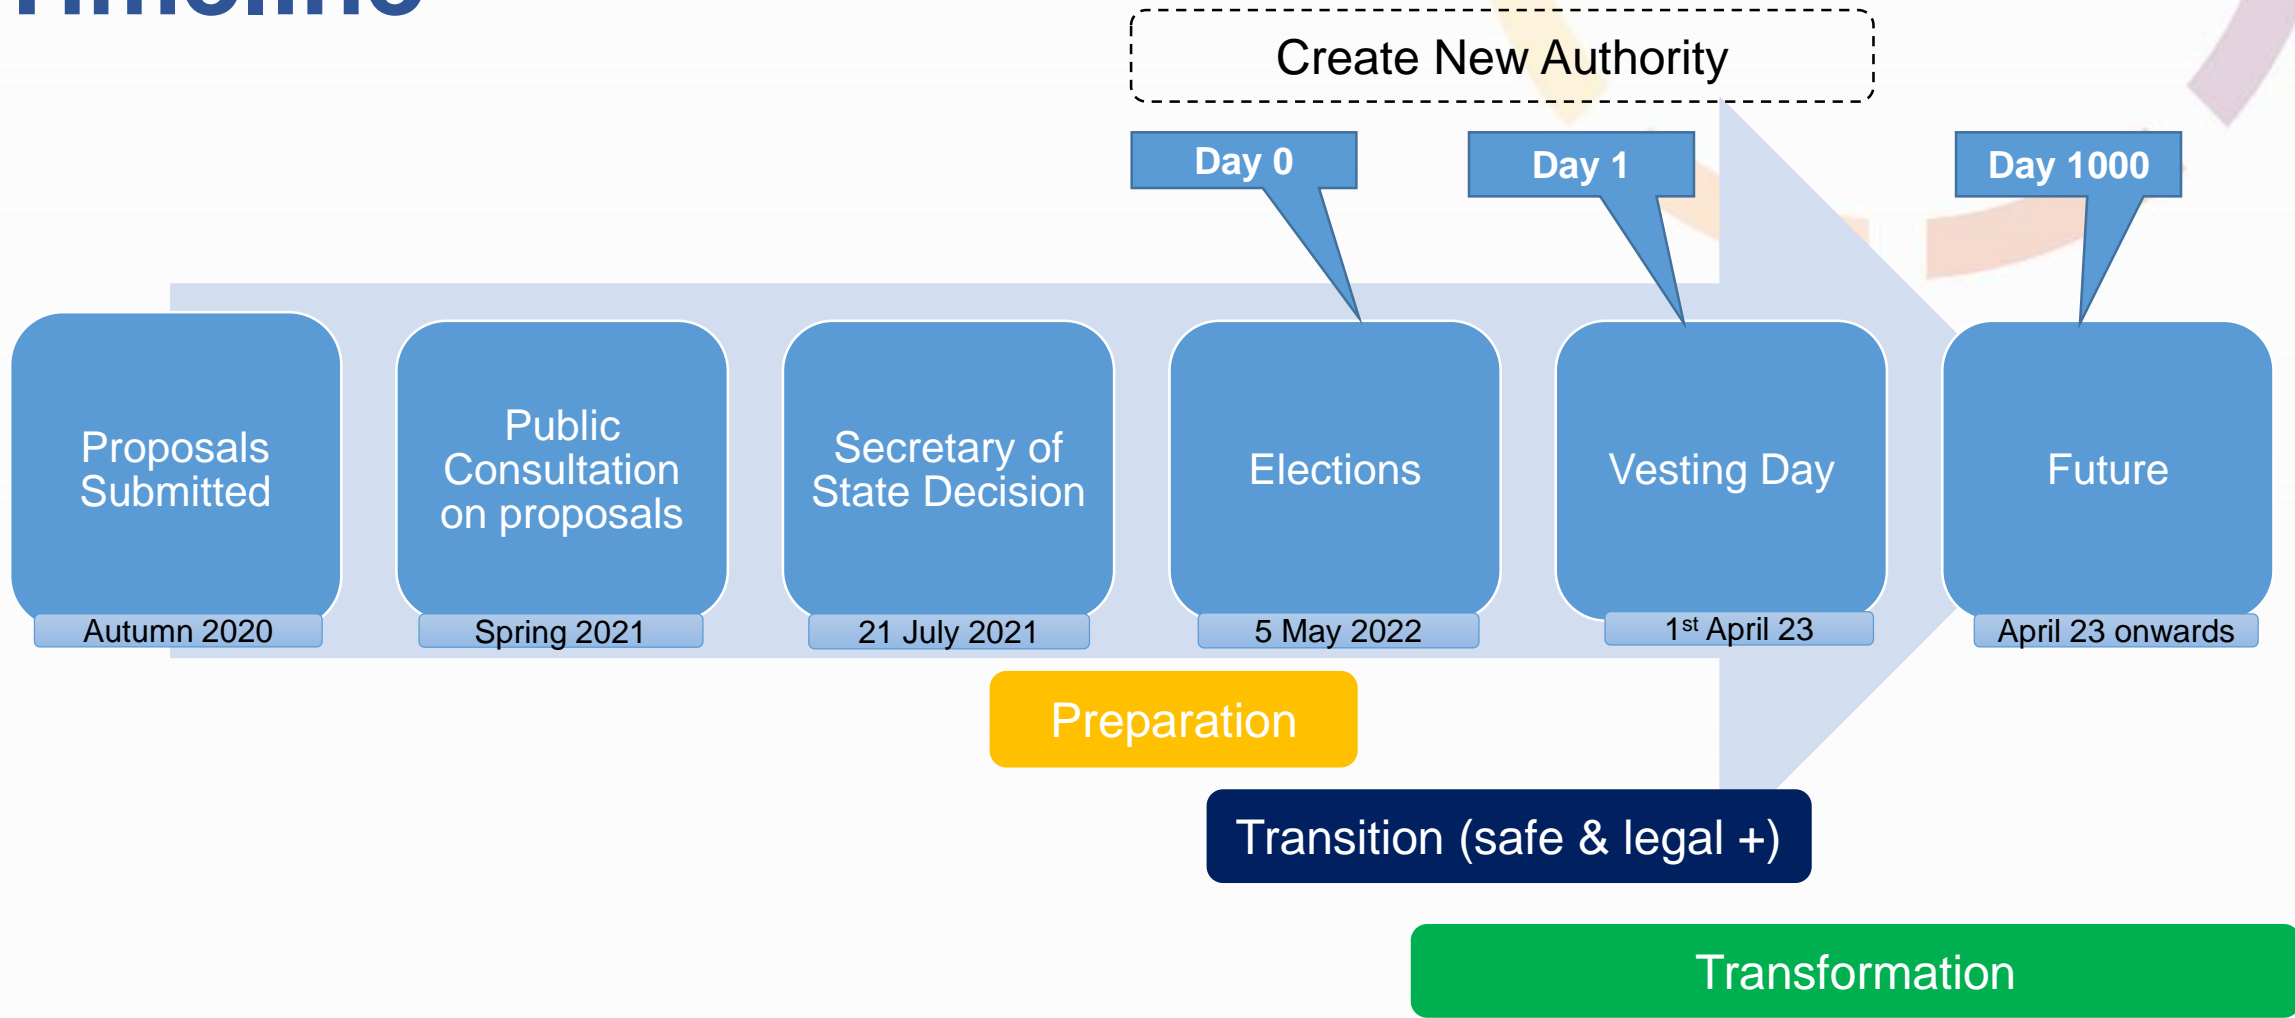 Timeline
Create New Authority
Day 0
Day 1
Day 1000
Proposals
Submitted
Autumn 2020
Public
Consultation
on proposals
Spring 2021
Secretary of
State Decision
21 July 2021
Elections
5 May 2022
Vesting Day
1st April 23
Future
April 23 onwards
Preparation
Transition (safe & legal +)
Transformation